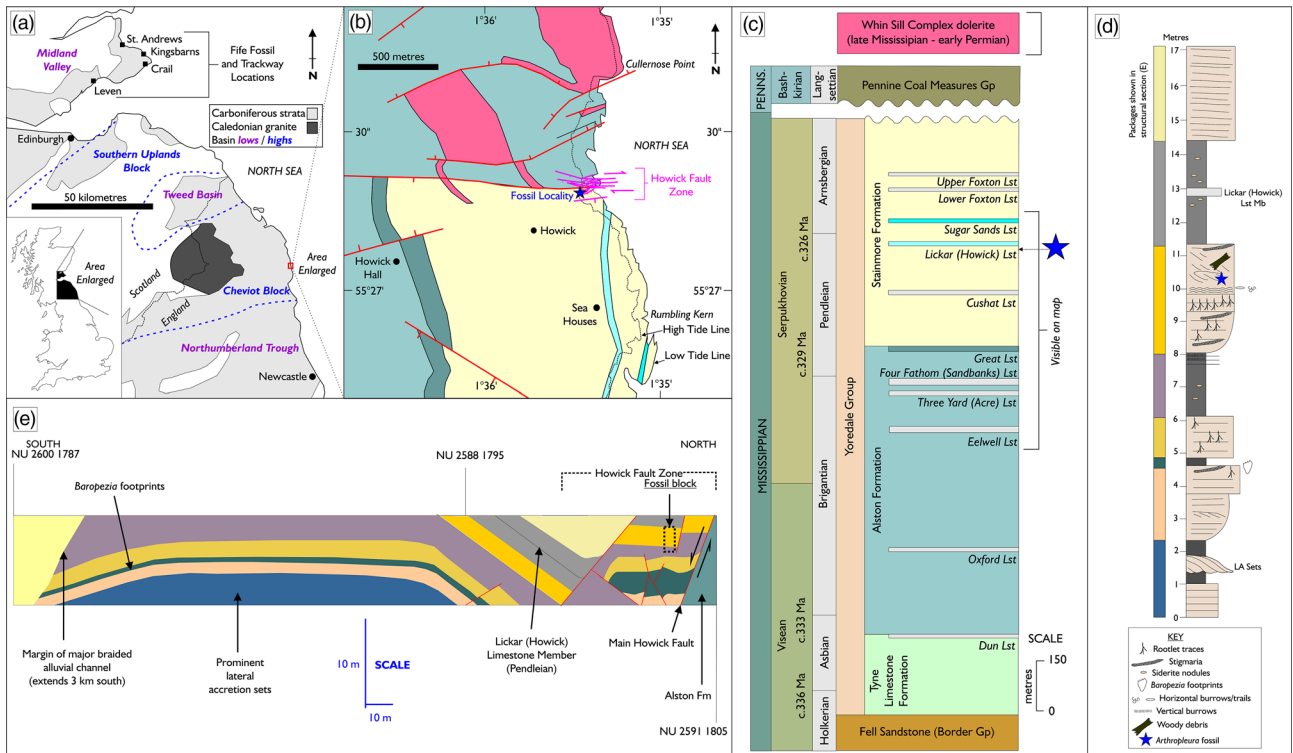 (a)
St. Andrews
Kingsbarns
Crail
Leven
Midland
Valley
Fife Fossil
and Trackway
Locations
N
Carboniferous strata
Caledonian granite
Basin lows / highs
Edinburgh
Southern Uplands
Block
NORTH SEA
50 kilometres
Tweed Basin
Area
Enlarged
Scotland
England
Cheviot Block
Area
Enlarged
Northumberland Trough
Newcastle
(b)
1°36'
1°35'
500 metres
Cullernose Point
N
30"
30"
NORTH SEA
Howick Fault
Zone
Fossil Locality
Howick
Howick
Hall
55°27'
55°27'
Sea
Houses
Rumbling Kern
High Tide Line
Low Tide Line
1°36'
1°35'
(c)
Whin Sill Complex dolerite
(late Mississipian - early Permian)
PENNS.
Bash-
kirian
Lang-
settian
Pennine Coal Measures Gp
MISSISSIPPIAN
Serpukhovian
Visean
c.326 Ma
c.329 Ma
c.333 Ma
c.336 Ma
Arnsbergian
Pendleian
Brigantian
Asbian
Holkerian
Yoredale Group
Stainmore Formation
Alston Formation
Tyne
Limestone
Formation
Upper Foxton Lst
Lower Foxton Lst
Sugar Sands Lst
Lickar (Howick) Lst
Cushat Lst
Great Lst
Four Fathom (Sandbanks) Lst
Three Yard (Acre) Lst
Eelwell Lst
Oxford Lst
Dun Lst
Visible on map
SCALE
150
metres
0
Fell Sandstone (Border Gp)
(d)
Metres
Packages shown in
structural section (E)
17
16
15
14
13
12
11
10
9
8
7
6
5
4
3
2
1
0
Lickar (Howick)
Lst Mb
LA Sets
KEY
Rootlet traces
Stigmaria
Siderite nodules
Baropezia footprints
Horizontal burrows/trails
Vertical burrows
Woody debris
Arthropleura fossil
(e)
SOUTH
NU 2600 1787
NU 2588 1795
NORTH
Howick Fault Zone
Fossil block
Baropezia
footprints
Margin of major braided
alluvial channel
(extends 3 km south)
Prominent
lateral
accretion sets
10 m
SCALE
10 m
Lickar (Howick)
Limestone Member
(Pendleian)
Main Howick Fault
Alston Fm
NU 2591 1805